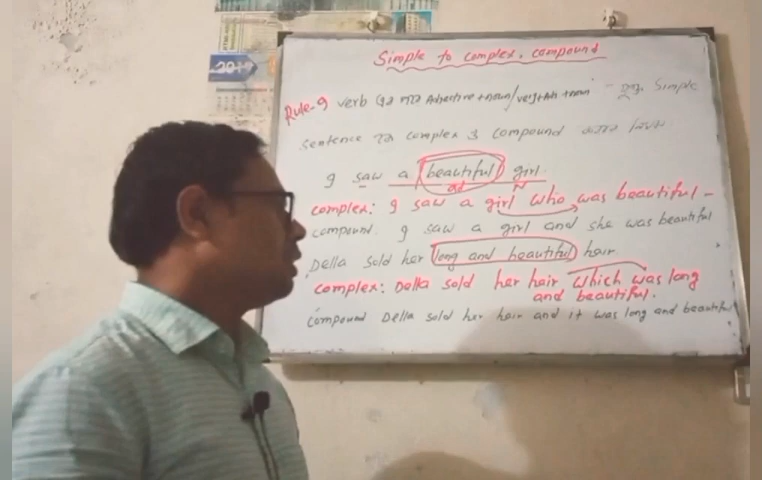 2019
Simple to complex, compound
Rule-9 verb এর পরে Adjective + noun / + noun - যুক্ত Simple
sentence কে complex ও compound করার নিয়ম
I saw a beautiful girl.
complex: I saw a girl who was beautiful -
compound. I saw a girl and she was beautiful
Della sold her long and beautiful hair.
complex: Della sold her hair which was long
and beautiful.
compound Della sold her hair and it was long and beautiful